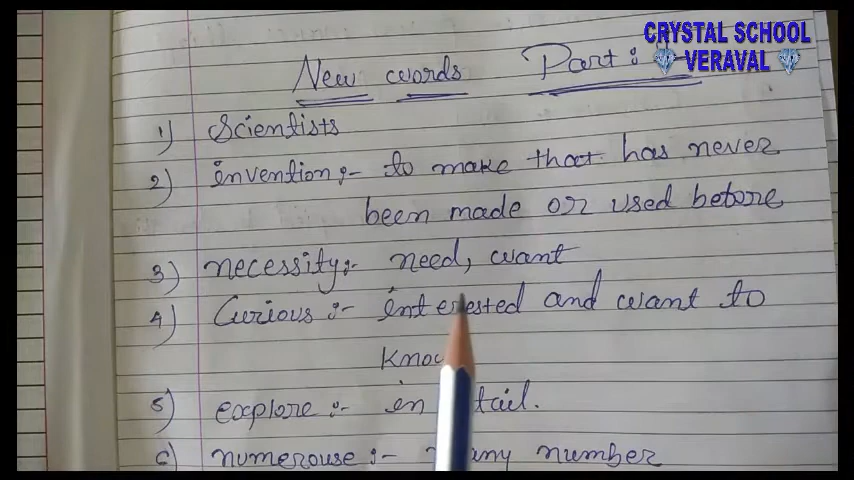 CRYSTAL SCHOOL
VERAVAL
New words Part:-
1) Scientists
2) invention:- to make that has never
been made or used before
3) necessity:- need, want
4) Curious:- interested and want to
5) explore:- in
6) numerouse:- number